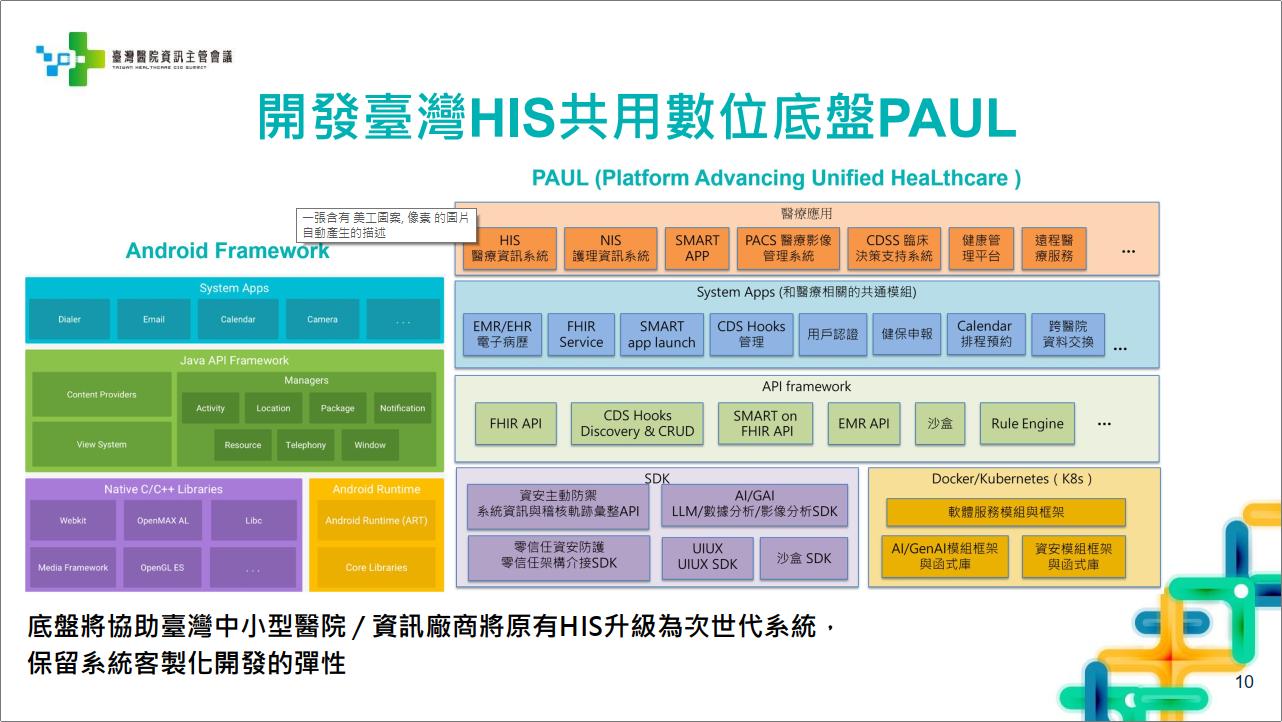 臺灣醫院資訊主管會議
TAIWAN HEALTHCARE CIO SUMMIT
開發臺灣HIS共用數位底盤PAUL
PAUL (Platform Advancing Unified HeaLthcare )
一張含有 美工圖案, 像素 的圖片
自動產生的描述
Android Framework
System Apps
Dialer
Email
Calendar
Camera
. . .
Java API Framework
Content Providers
View System
Managers
Activity
Location
Package
Notification
Resource
Telephony
Window
Native C/C++ Libraries
Webkit
OpenMAX AL
Libc
Media Framework
OpenGL ES
. . .
Android Runtime
Android Runtime (ART)
Core Libraries
醫療應用
HIS
醫療資訊系統
NIS
護理資訊系統
SMART
APP
PACS 醫療影像
管理系統
CDSS 臨床
決策支持系統
健康管
理平台
遠程醫
療服務
...
System Apps (和醫療相關的共通模組)
EMR/EHR
電子病歷
FHIR
Service
SMART
app launch
CDS Hooks
管理
用戶認證
健保申報
Calendar
排程預約
跨醫院
資料交換
...
API framework
FHIR API
CDS Hooks
Discovery & CRUD
SMART on
FHIR API
EMR API
沙盒
Rule Engine
...
SDK
資安主動防禦
系統資訊與稽核軌跡彙整API
AI/GAI
LLM/數據分析/影像分析SDK
零信任資安防護
零信任架構介接SDK
UIUX
UIUX SDK
沙盒 SDK
Docker/Kubernetes ( K8s )
軟體服務模組與框架
AI/GenAI模組框架
與函式庫
資安模組框架
與函式庫
底盤將協助臺灣中小型醫院 / 資訊廠商將原有HIS升級為次世代系統，
保留系統客製化開發的彈性
10